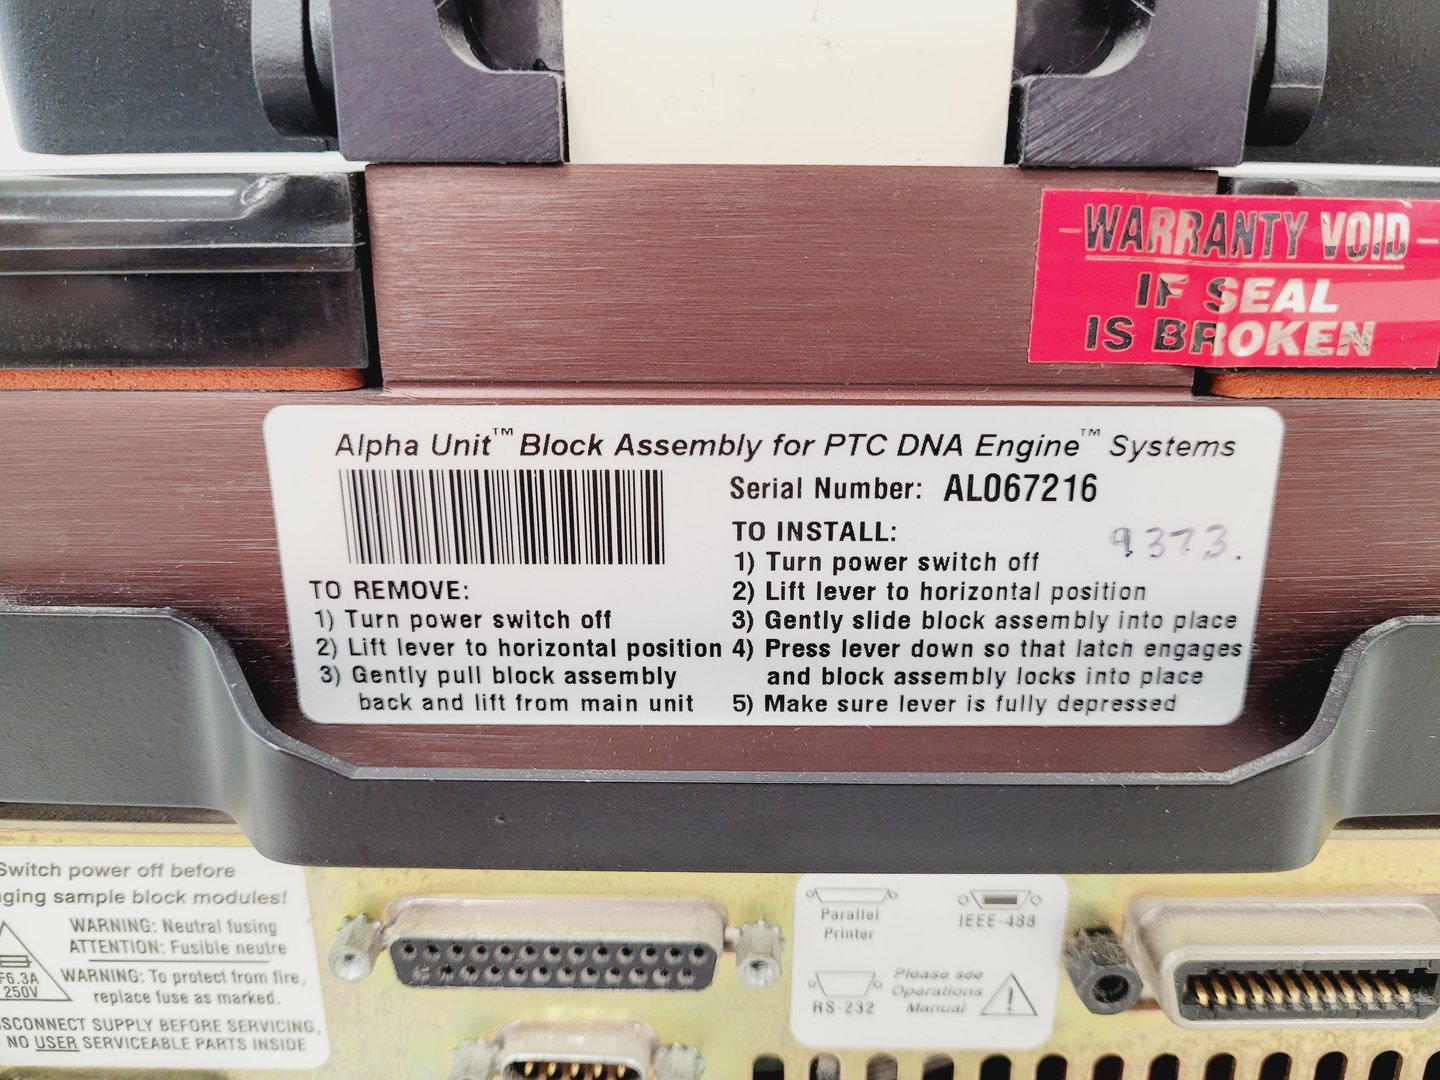 WARRANTY VOID
IF SEAL
IS BROKEN
Alpha Unit™ Block Assembly for PTC DNA Engine™ Systems
Serial Number: AL067216
TO REMOVE:
1) Turn power switch off
2) Lift lever to horizontal position
3) Gently pull block assembly
back and lift from main unit
TO INSTALL:
9373.
1) Turn power switch off
2) Lift lever to horizontal position
3) Gently slide block assembly into place
4) Press lever down so that latch engages
and block assembly locks into place
5) Make sure lever is fully depressed
Switch power off before
sample block modules!
WARNING: Neutral fusing
ATTENTION: Fusible neutre
F6.3A
250V
WARNING: To protect from fire,
replace fuse as marked.
SUPPLY BEFORE SERVICING,
NO USER SERVICEABLE PARTS INSIDE
Parallel
Printer
IEEE-488
RS-232
Please see
Operations
Manual